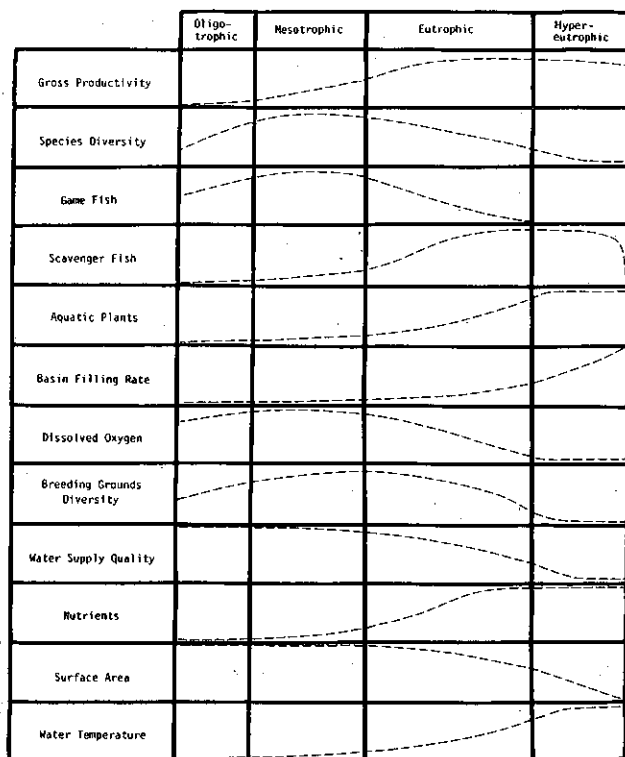 Oligo-
trophic
Mesotrophic
Eutrophic
Hyper-
eutrophic
Gross Productivity
Species Diversity
Game Fish
Scavenger Fish
Aquatic Plants
Basin Filling Rate
Dissolved Oxygen
Breeding Grounds
Diversity
Water Supply Quality
Nutrients
Surface Area
Water Temperature